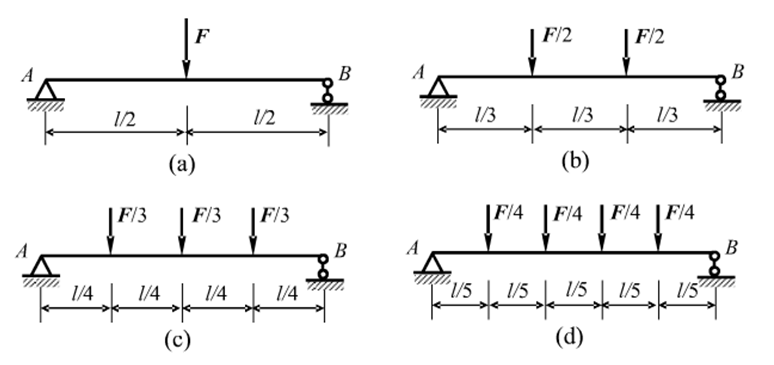 F
A B
l/2 l/2
(a)
F/2 F/2
A B
l/3 l/3 l/3
(b)
F/3 F/3 F/3
A B
l/4 l/4 l/4 l/4
(c)
F/4 F/4 F/4 F/4
A B
l/5 l/5 l/5 l/5 l/5
(d)